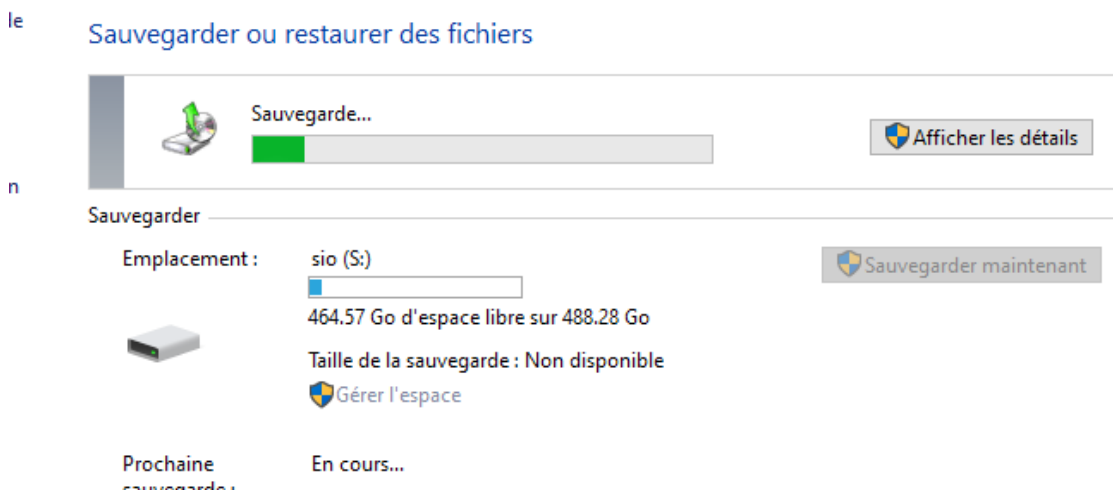 le
Sauvegarder ou restaurer des fichiers
Sauvegarde...
Afficher les détails
n
Sauvegarder
Emplacement :
sio (S:)
Sauvegarder maintenant
464.57 Go d'espace libre sur 488.28 Go
Taille de la sauvegarde : Non disponible
Gérer l'espace
Prochaine
En cours...
sauvegarde :